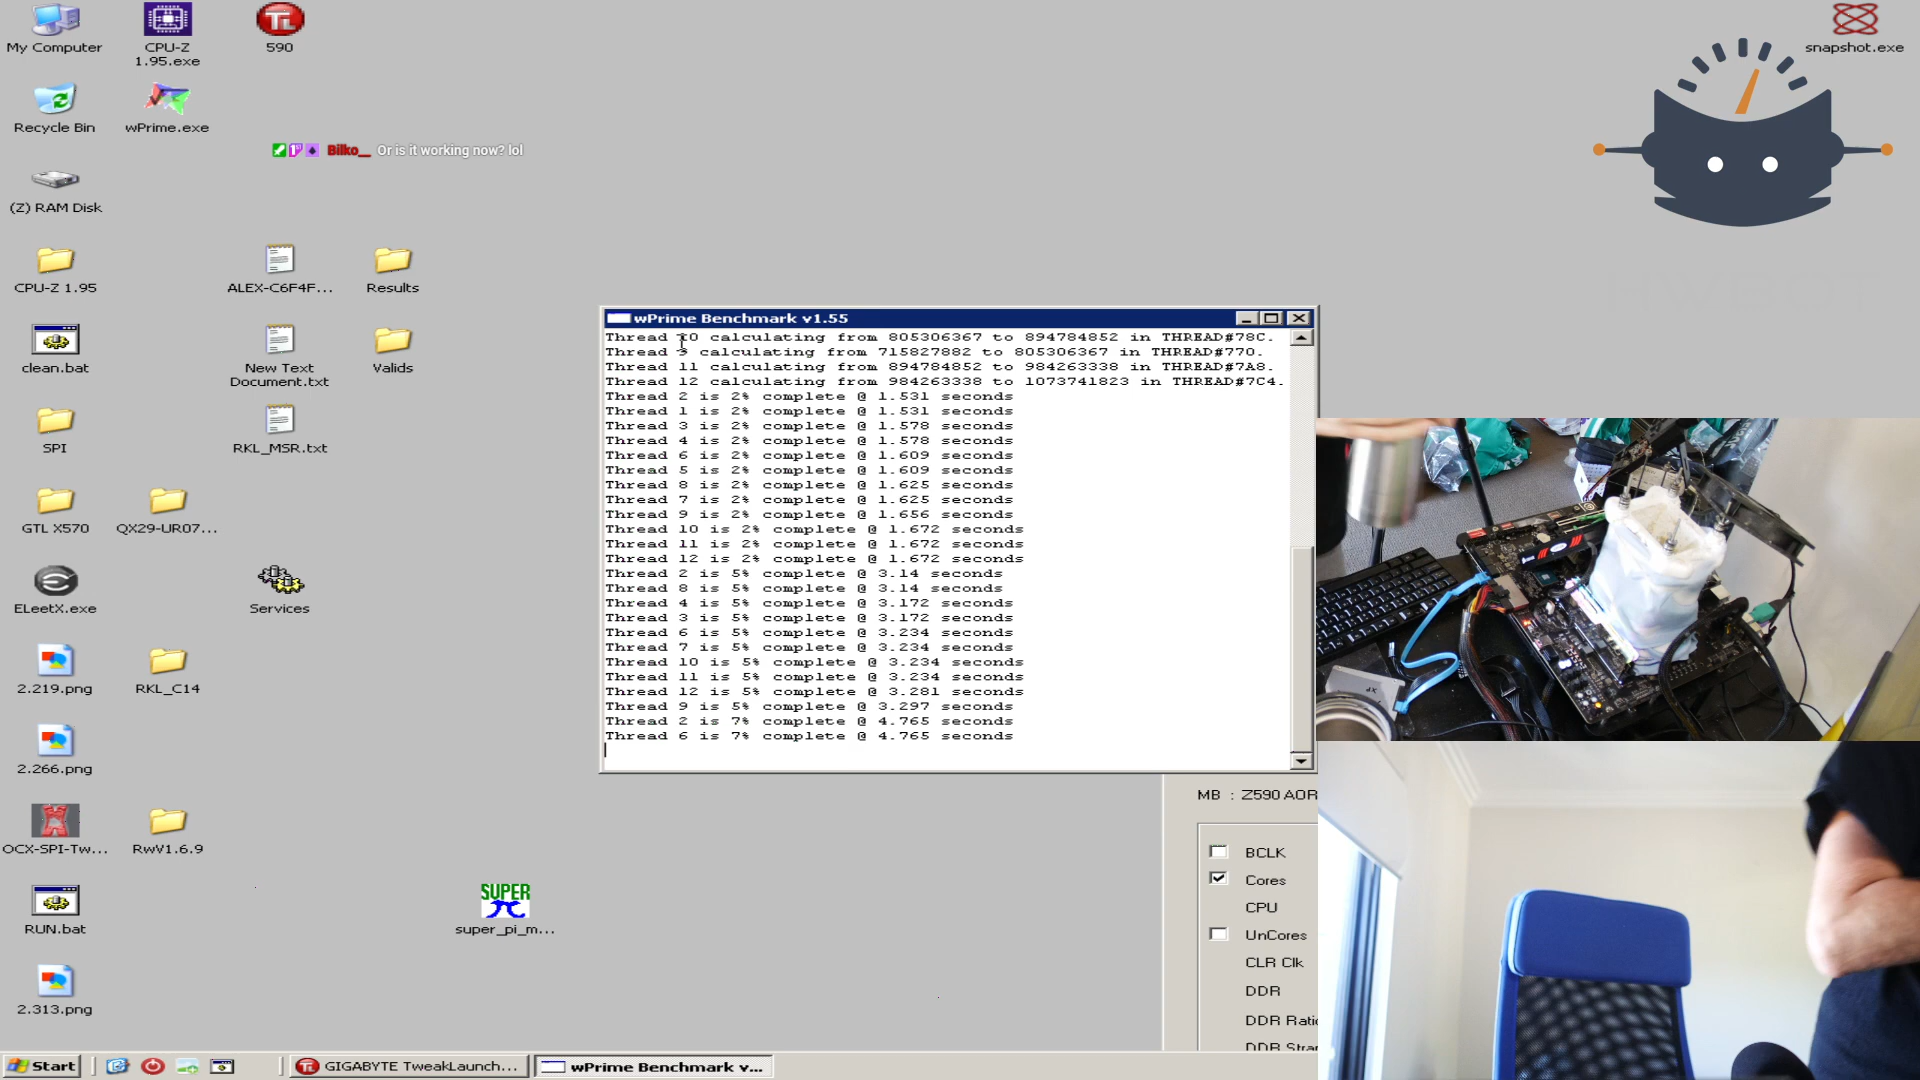 My Computer
CPU-Z
1.95.exe
590
snapshot.exe
Recycle Bin
wPrime.exe
Bilko__ Or is it working now? lol
(Z) RAM Disk
CPU-Z 1.95
ALEX-C6F4F...
Results
clean.bat
New Text
Document.txt
Valids
SPI
RKL_MSR.txt
GTL X570
QX29-UR07...
ELeetX.exe
Services
2.219.png
RKL_C14
2.266.png
OCX-SPI-Tw...
RwV1.6.9
RUN.bat
SUPER
π
super_pi_m...
2.313.png
wPrime Benchmark v1.55
Thread 10 calculating from 805306367 to 894784852 in THREAD#78C.
Thread 9 calculating from 715827882 to 805306367 in THREAD#770.
Thread 11 calculating from 894784852 to 984263338 in THREAD#7A8.
Thread 12 calculating from 984263338 to 1073741823 in THREAD#7C4.
Thread 2 is 2% complete @ 1.531 seconds
Thread 1 is 2% complete @ 1.531 seconds
Thread 3 is 2% complete @ 1.578 seconds
Thread 4 is 2% complete @ 1.578 seconds
Thread 6 is 2% complete @ 1.609 seconds
Thread 5 is 2% complete @ 1.609 seconds
Thread 8 is 2% complete @ 1.625 seconds
Thread 7 is 2% complete @ 1.625 seconds
Thread 9 is 2% complete @ 1.656 seconds
Thread 10 is 2% complete @ 1.672 seconds
Thread 11 is 2% complete @ 1.672 seconds
Thread 12 is 2% complete @ 1.672 seconds
Thread 2 is 5% complete @ 3.14 seconds
Thread 8 is 5% complete @ 3.14 seconds
Thread 4 is 5% complete @ 3.172 seconds
Thread 3 is 5% complete @ 3.172 seconds
Thread 6 is 5% complete @ 3.234 seconds
Thread 7 is 5% complete @ 3.234 seconds
Thread 10 is 5% complete @ 3.234 seconds
Thread 11 is 5% complete @ 3.234 seconds
Thread 12 is 5% complete @ 3.281 seconds
Thread 9 is 5% complete @ 3.297 seconds
Thread 2 is 7% complete @ 4.765 seconds
Thread 6 is 7% complete @ 4.765 seconds
MB : Z590 AOR
BCLK
Cores
CPU
UnCores
CLR Clk
DDR
DDR Ratio
DDR Stra
Start
GIGABYTE TweakLaunch...
wPrime Benchmark v...